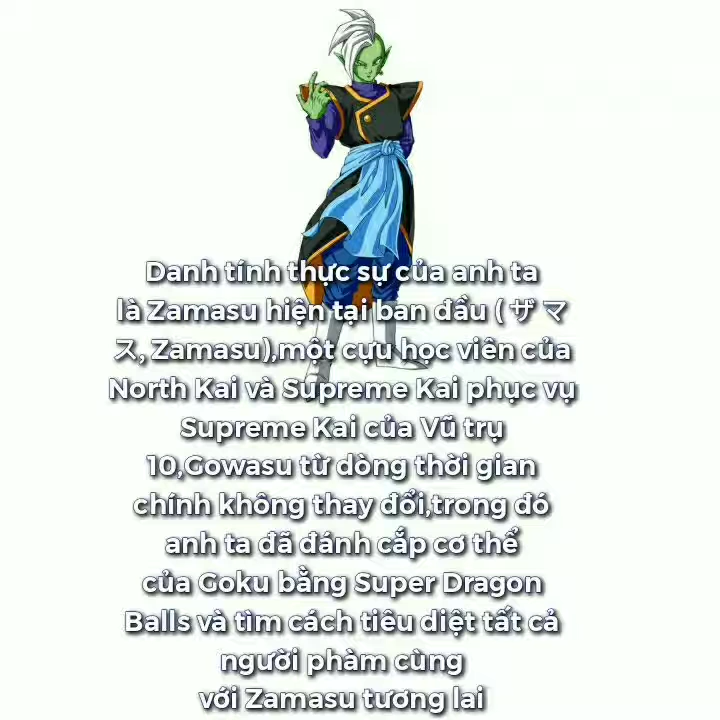 Danh tính thực sự của anh ta
là Zamasu hiện tại ban đầu ( ザ マ
ス, Zamasu),một cựu học viên của
North Kai và Supreme Kai phục vụ
Supreme Kai của Vũ trụ
10,Gowasu từ dòng thời gian
chính không thay đổi,trong đó
anh ta đã đánh cắp cơ thể
của Goku bằng Super Dragon
Balls và tìm cách tiêu diệt tất cả
người phàm cùng
với Zamasu tương lai